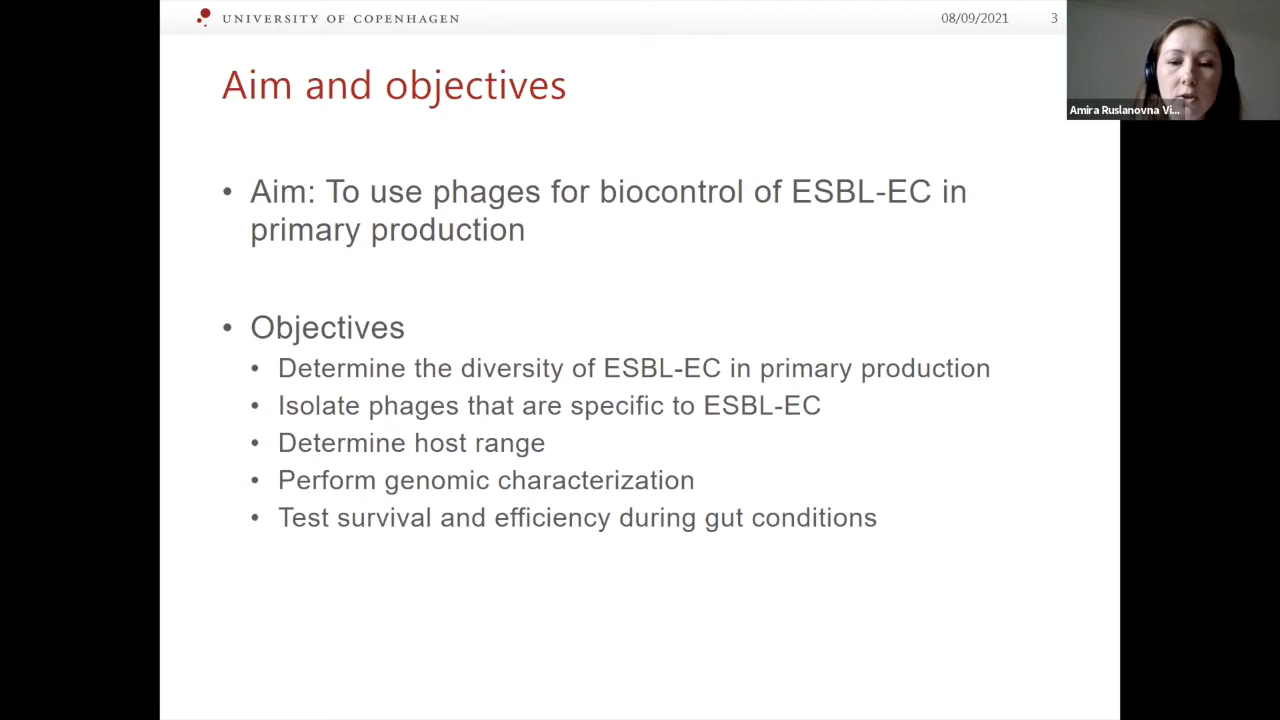 UNIVERSITY OF COPENHAGEN
08/09/2021 3
Amira Ruslanovna Vi...
Aim and objectives
• Aim: To use phages for biocontrol of ESBL-EC in
primary production
• Objectives
• Determine the diversity of ESBL-EC in primary production
• Isolate phages that are specific to ESBL-EC
• Determine host range
• Perform genomic characterization
• Test survival and efficiency during gut conditions